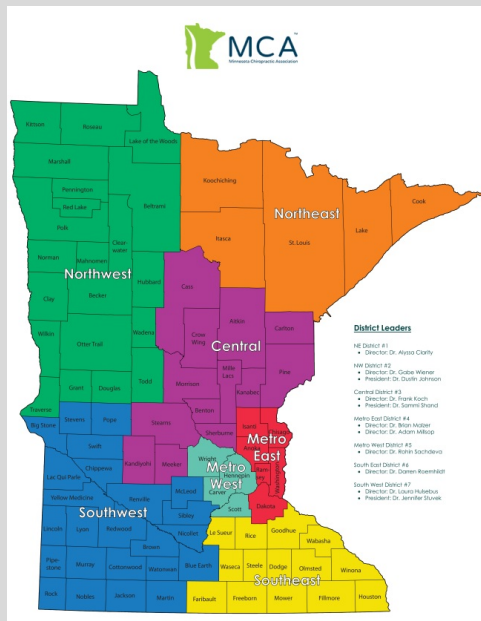 MCA
Minnesota Chiropractic Association
Kittson
Roseau
Lake of the Woods
Marshall
Koochiching
Cook
Pennington
Beltrami
Northeast
Red Lake
St. Louis
Lake
Polk
Itasca
Clear
water
Norman
Mahnomen
Northwest
Hubbard
Cass
Clay
Becker
Aitkin
Carlton
Crow
Wing
Wilkin
Wadena
Otter Trail
Central
Pine
Mille
Lacs
Todd
Morrison
Kanabec
Grant
Douglas
Traverse
Benton
Stearns
Big Stone
Stevens
Pope
Sherburne
Isanti
Metro
East
Swift
Kandiyohi
Meeker
Wright
Metro
West
Hennepin
Carver
Washington
Chippewa
Lac Qui Parle
McLeod
Renville
Yellow Medicine
Scott
Dakota
Southwest
Sibley
Lincoln
Lyon
Redwood
Nicollet
Le Sueur
Rice
Goodhue
Wabasha
Brown
Pipe-
stone
Murray
Cottonwood
Watonwan
Blue Earth
Waseca
Steele
Dodge
Olmsted
Winona
Southeast
Rock
Nobles
Jackson
Martin
Faribault
Freeborn
Mower
Fillmore
Houston
District Leaders
NE District #1
• Director: Dr. Alyssa Clarity
NW District #2
• Director: Dr. Gabe Wiener
• President: Dr. Dustin Johnson
Central District #3
• Director: Dr. Frank Koch
• President: Dr. Sammi Strand
Metro East District #4
• Director: Dr. Brian Malzer
• Director: Dr. Adam Milsop
Metro West District #5
• Director: Dr. Rohin Sachdeva
South East District #6
• Director: Dr. Darren Roemhildt
South West District #7
• Director: Dr. Laura Hulsebus
• President: Dr. Jennifer Stuvek